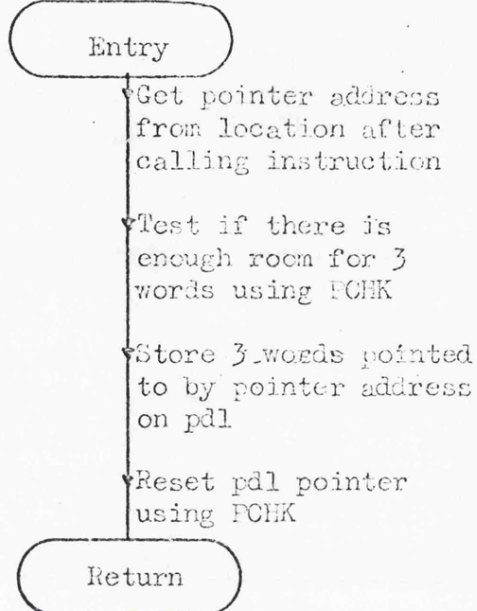 Entry
Get pointer address
from location after
calling instruction
Test if there is
enough room for 3
words using PCHK
Store 3 words pointed
to by pointer address
on pdl
Reset pdl pointer
using PCHK
Return